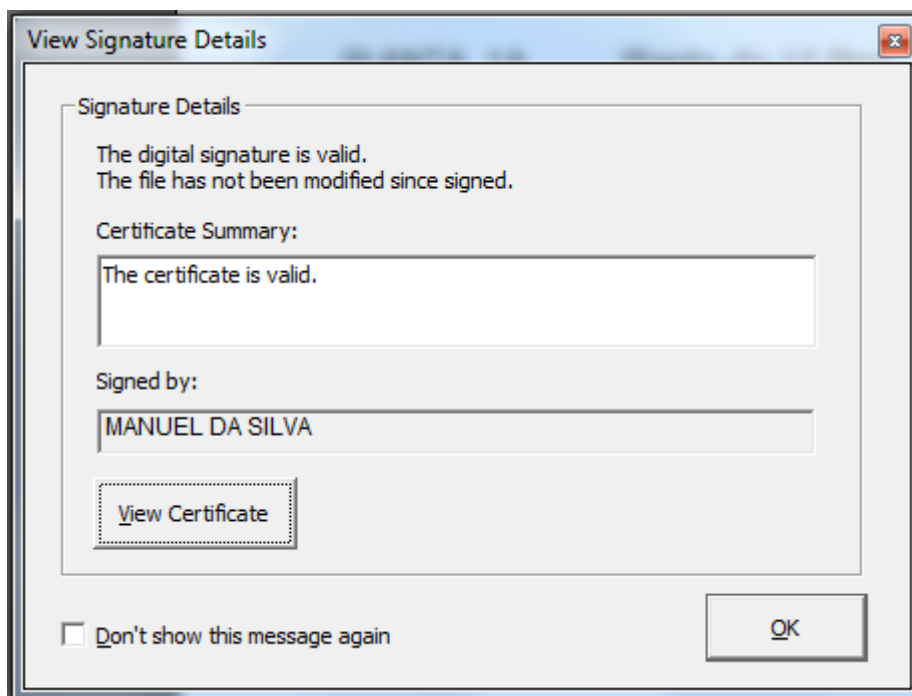 View Signature Details
Signature Details
The digital signature is valid.
The file has not been modified since signed.
Certificate Summary:
The certificate is valid.
Signed by:
MANUEL DA SILVA
View Certificate
Don't show this message again
OK